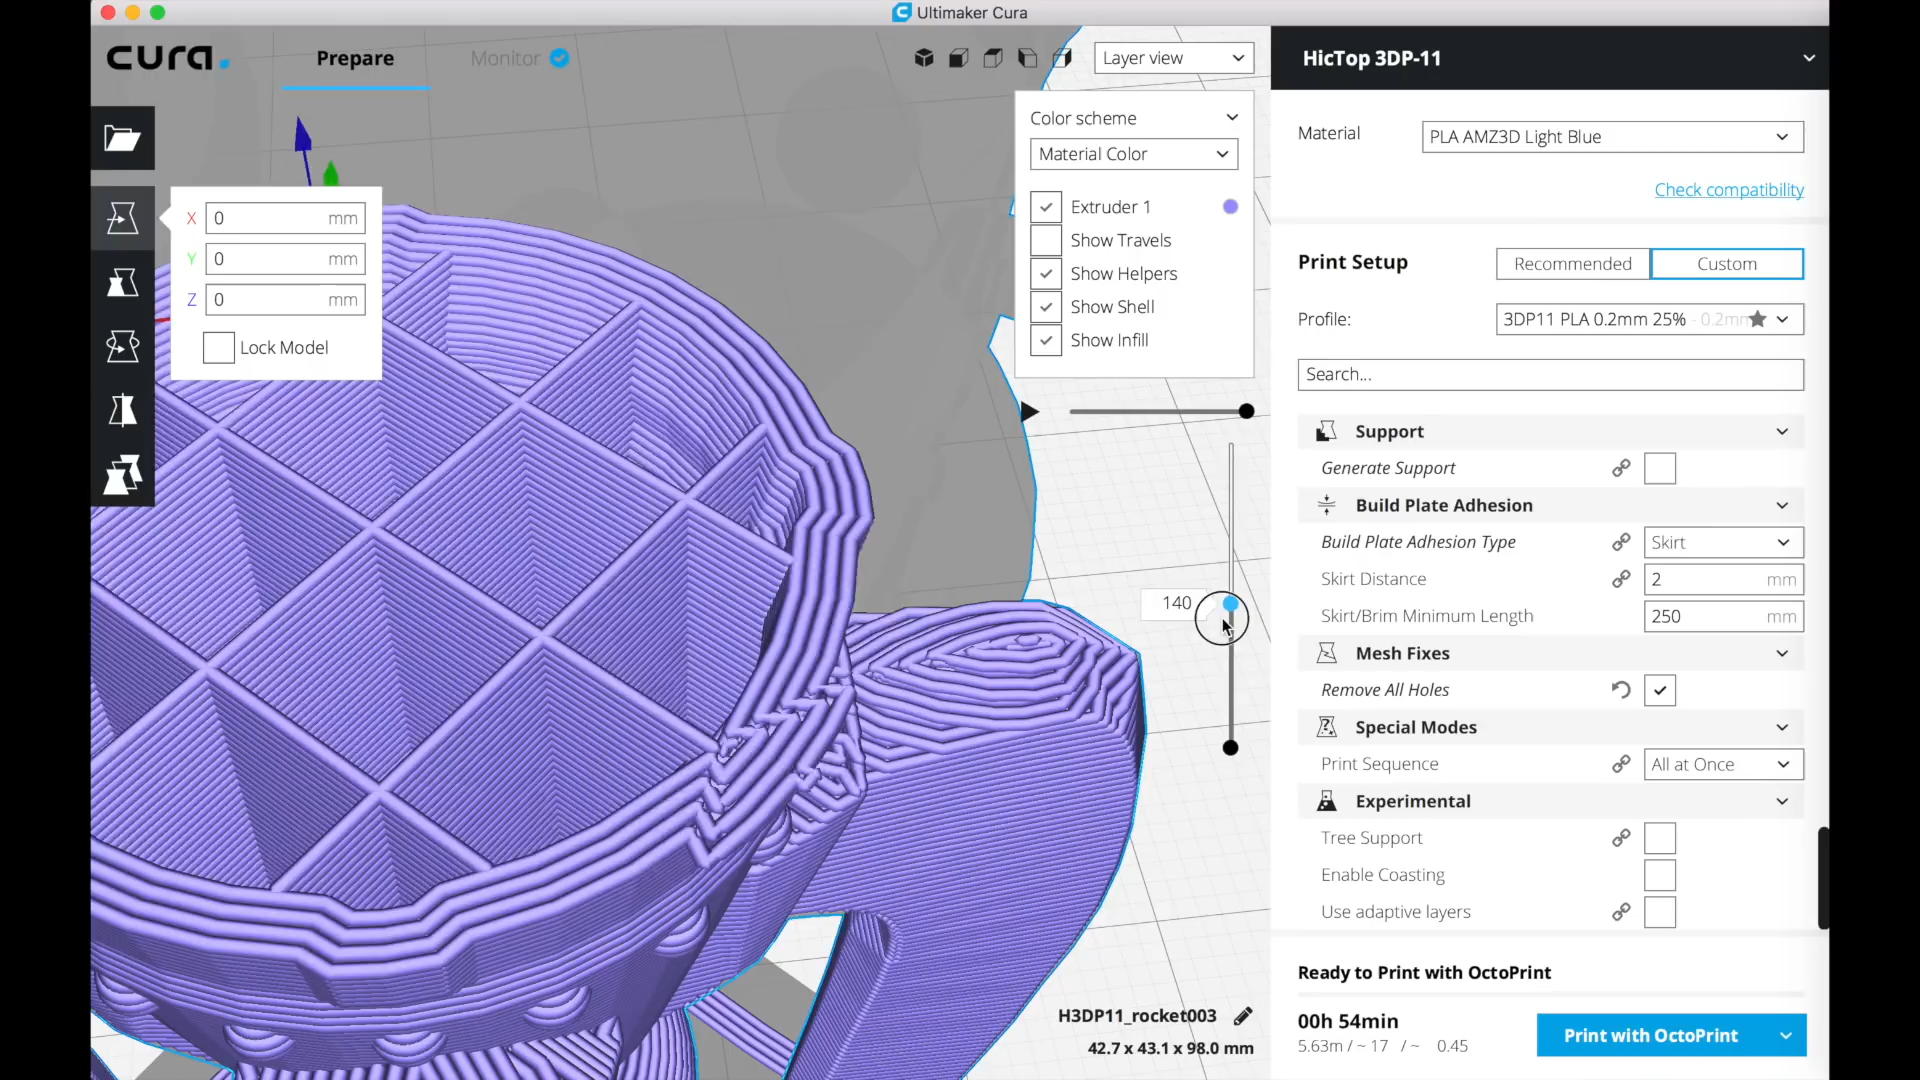 Ultimaker Cura
cura.
Prepare
Monitor
Layer view
HicTop 3DP-11
Color scheme
Material Color
Extruder 1
Show Travels
Show Helpers
Show Shell
Show Infill
X 0 mm
Y 0 mm
Z 0 mm
Lock Model
140
Material
PLA AMZ3D Light Blue
Check compatibility
Print Setup
Recommended
Custom
Profile:
3DP11 PLA 0.2mm 25% - 0.2mm
Search...
Support
Generate Support
Build Plate Adhesion
Build Plate Adhesion Type
Skirt
Skirt Distance
2 mm
Skirt/Brim Minimum Length
250 mm
Mesh Fixes
Remove All Holes
Special Modes
Print Sequence
All at Once
Experimental
Tree Support
Enable Coasting
Use adaptive layers
H3DP11_rocket003
42.7 x 43.1 x 98.0 mm
Ready to Print with OctoPrint
00h 54min
5.63m / ~ 17 / ~ 0.45
Print with OctoPrint